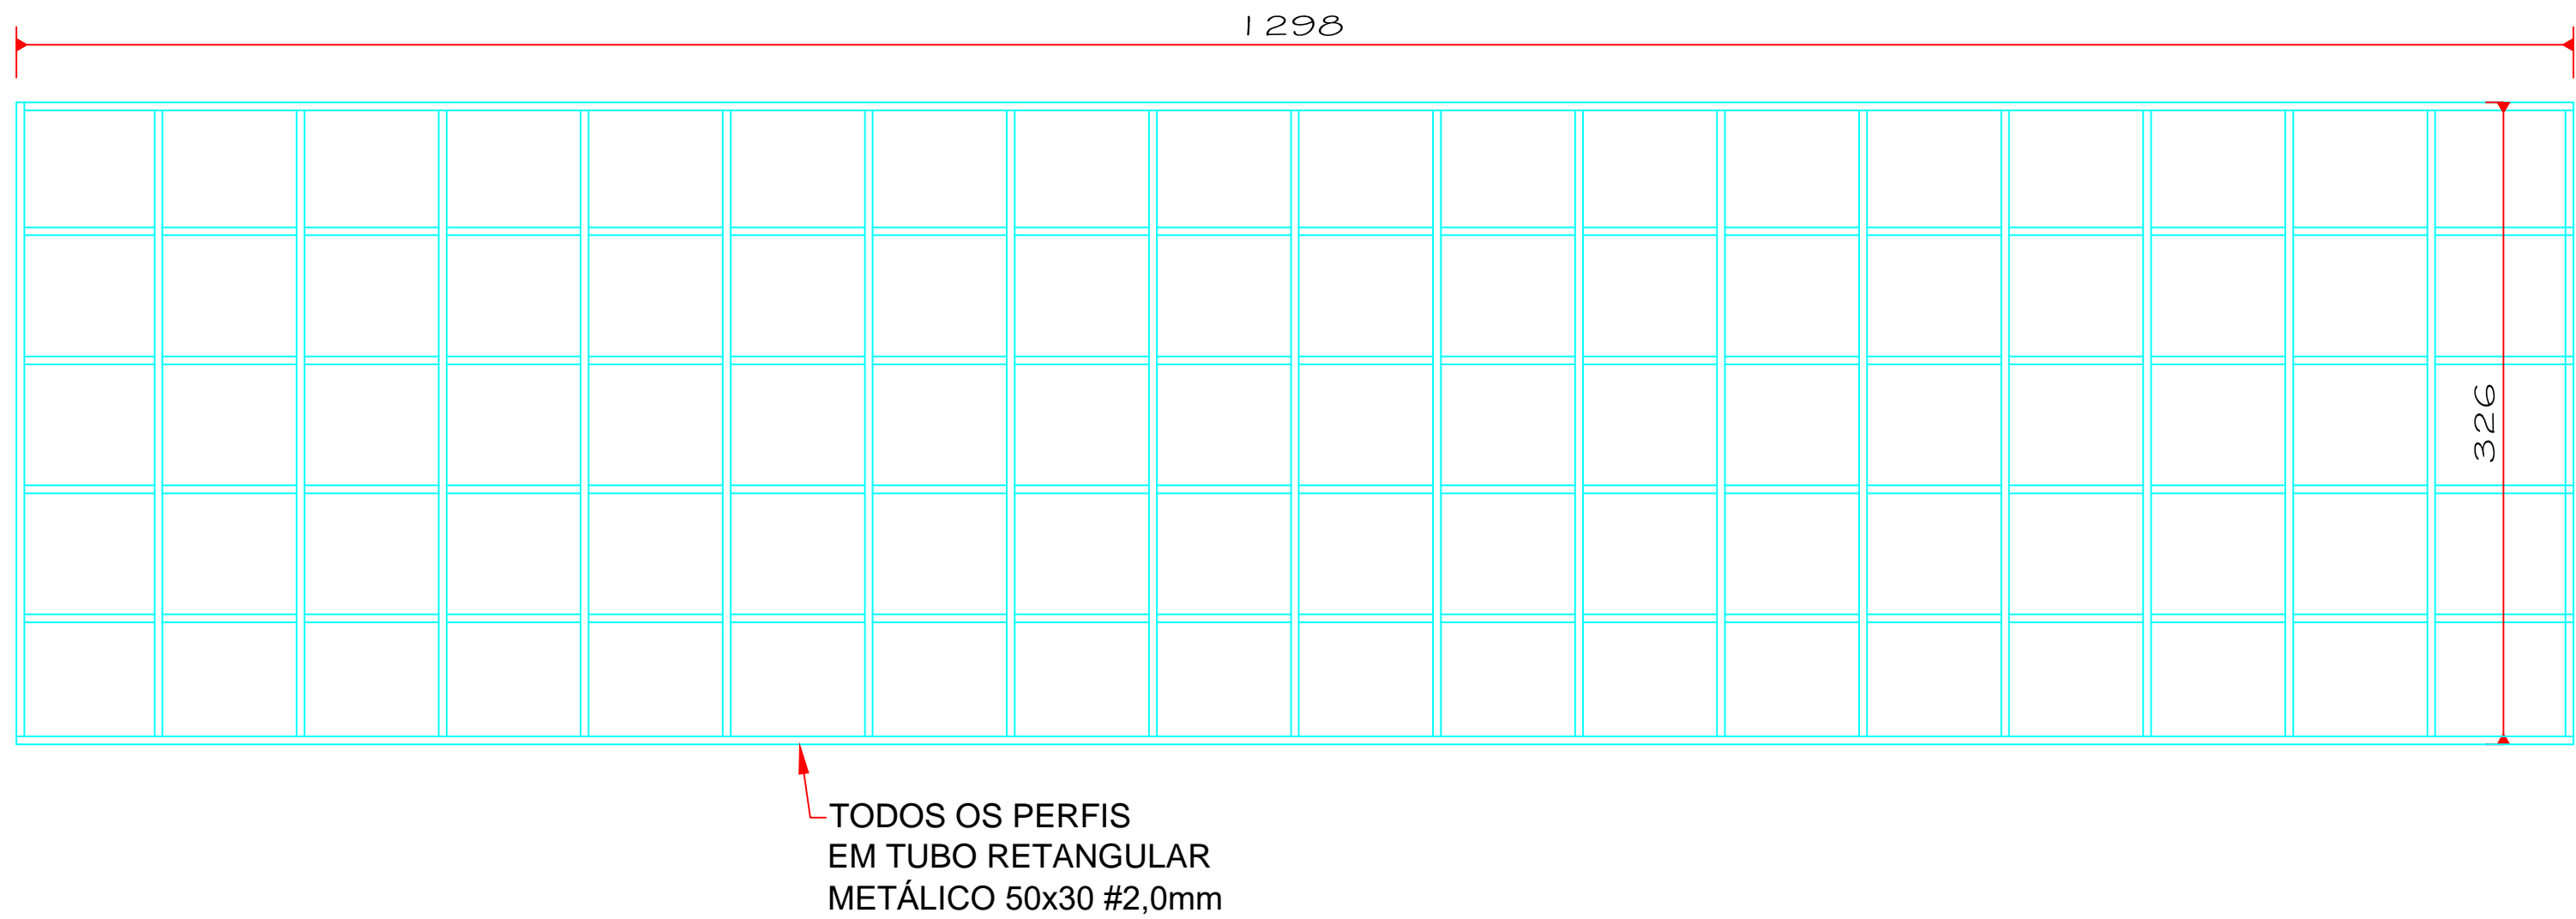 1298
326
TODOS OS PERFIS
EM TUBO RETANGULAR
METÁLICO 50x30 #2,0mm